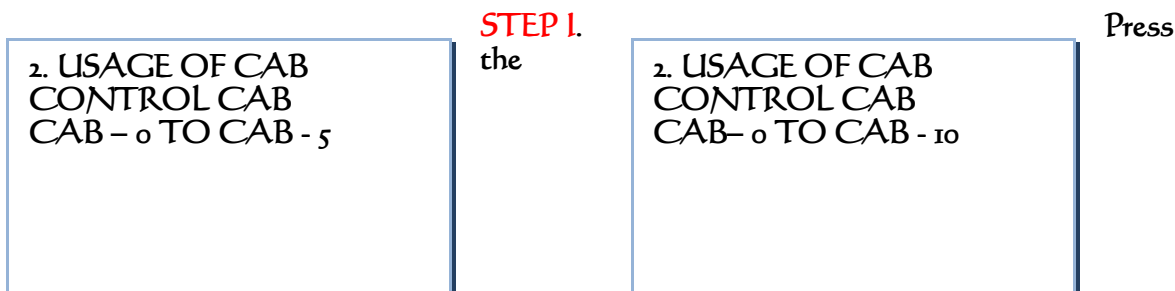 STEP 1. Press
the
2. USAGE OF CAB
CONTROL CAB
CAB – 0 TO CAB - 5
2. USAGE OF CAB
CONTROL CAB
CAB– 0 TO CAB - 10